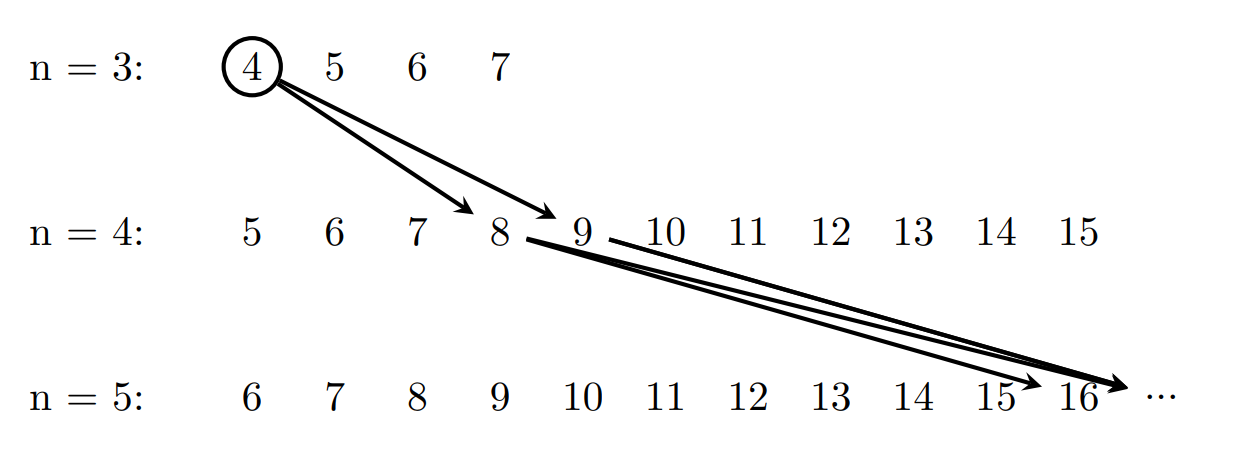 n = 3: 4 5 6 7
n = 4: 5 6 7 8 9 10 11 12 13 14 15
n = 5: 6 7 8 9 10 11 12 13 14 15 16 ...